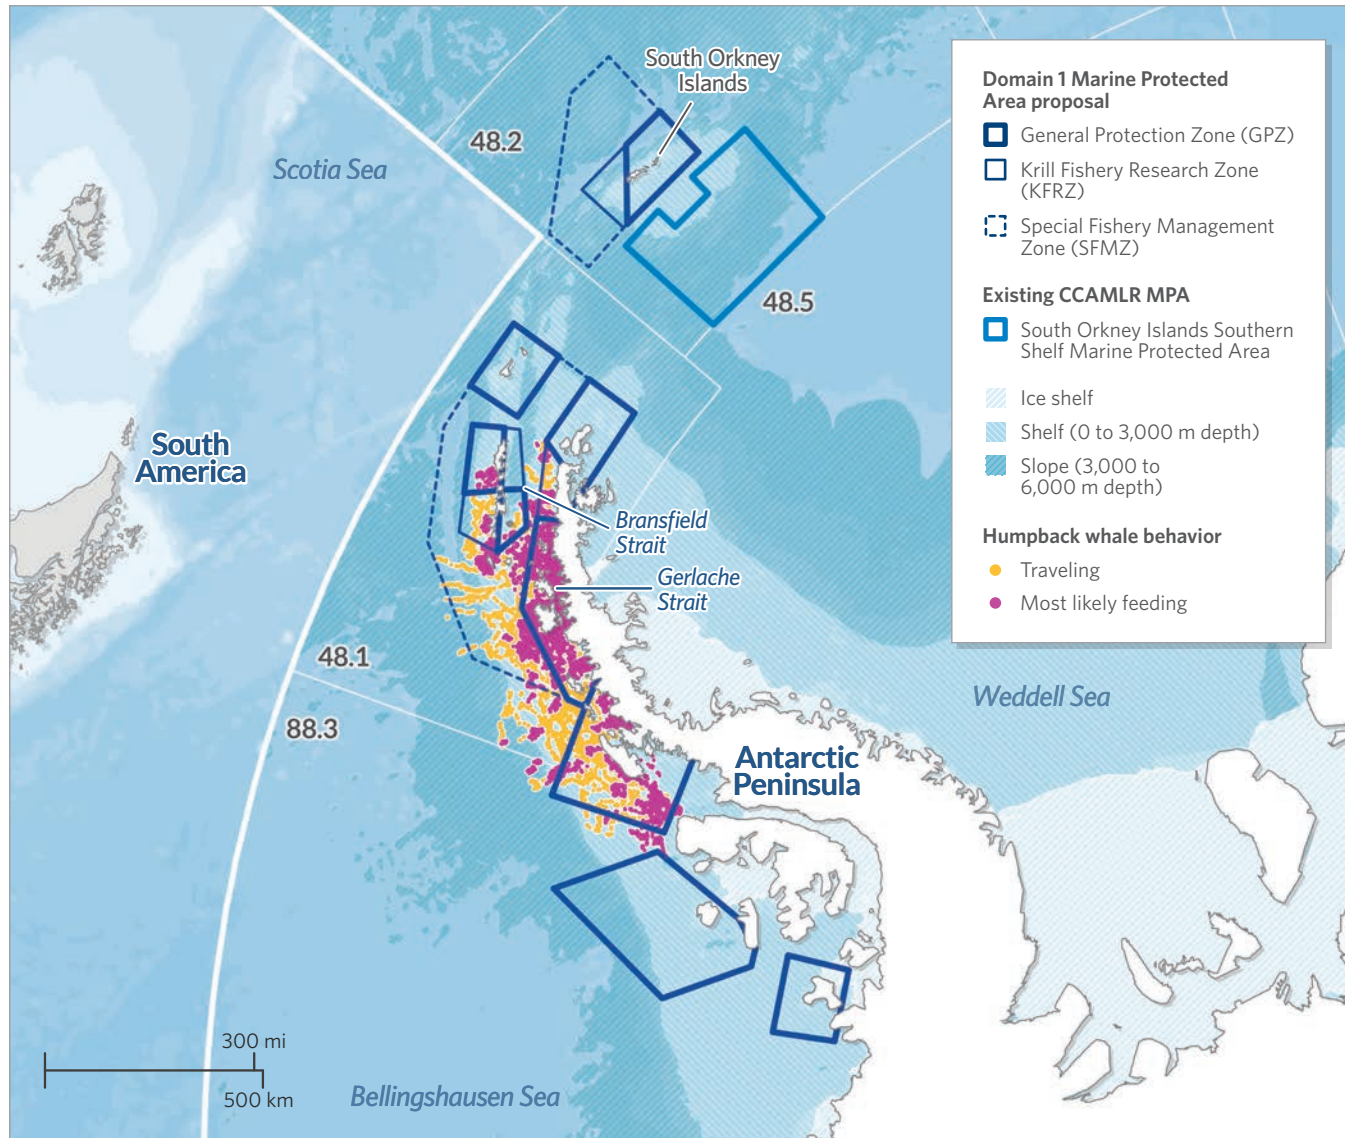 South Orkney
Islands
48.2
Scotia Sea
48.5
South
America
Bransfield
Strait
Gerlache
Strait
48.1
88.3
Weddell Sea
Antarctic
Peninsula
300 mi
500 km
Bellingshausen Sea
Domain 1 Marine Protected
Area proposal
General Protection Zone (GPZ)
Krill Fishery Research Zone
(KFRZ)
Special Fishery Management
Zone (SFMZ)
Existing CCAMLR MPA
South Orkney Islands Southern
Shelf Marine Protected Area
Ice shelf
Shelf (0 to 3,000 m depth)
Slope (3,000 to
6,000 m depth)
Humpback whale behavior
Traveling
Most likely feeding